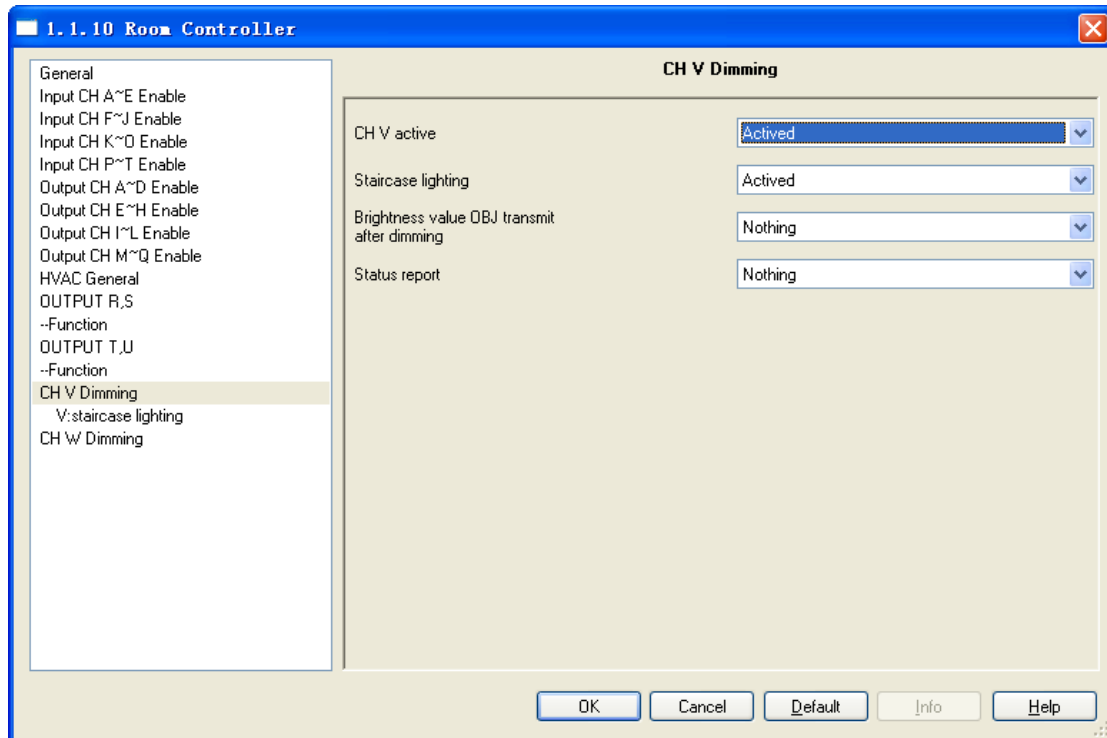 1.1.10 Room Controller
General
Input CH A~E Enable
Input CH F~J Enable
Input CH K~O Enable
Input CH P~T Enable
Output CH A~D Enable
Output CH E~H Enable
Output CH I~L Enable
Output CH M~Q Enable
HVAC General
OUTPUT R,S
--Function
OUTPUT T,U
--Function
CH V Dimming
V:staircase lighting
CH W Dimming
CH V Dimming
CH V active Actived
Staircase lighting Actived
Brightness value OBJ transmit
after dimming Nothing
Status report Nothing
OK Cancel Default Info Help